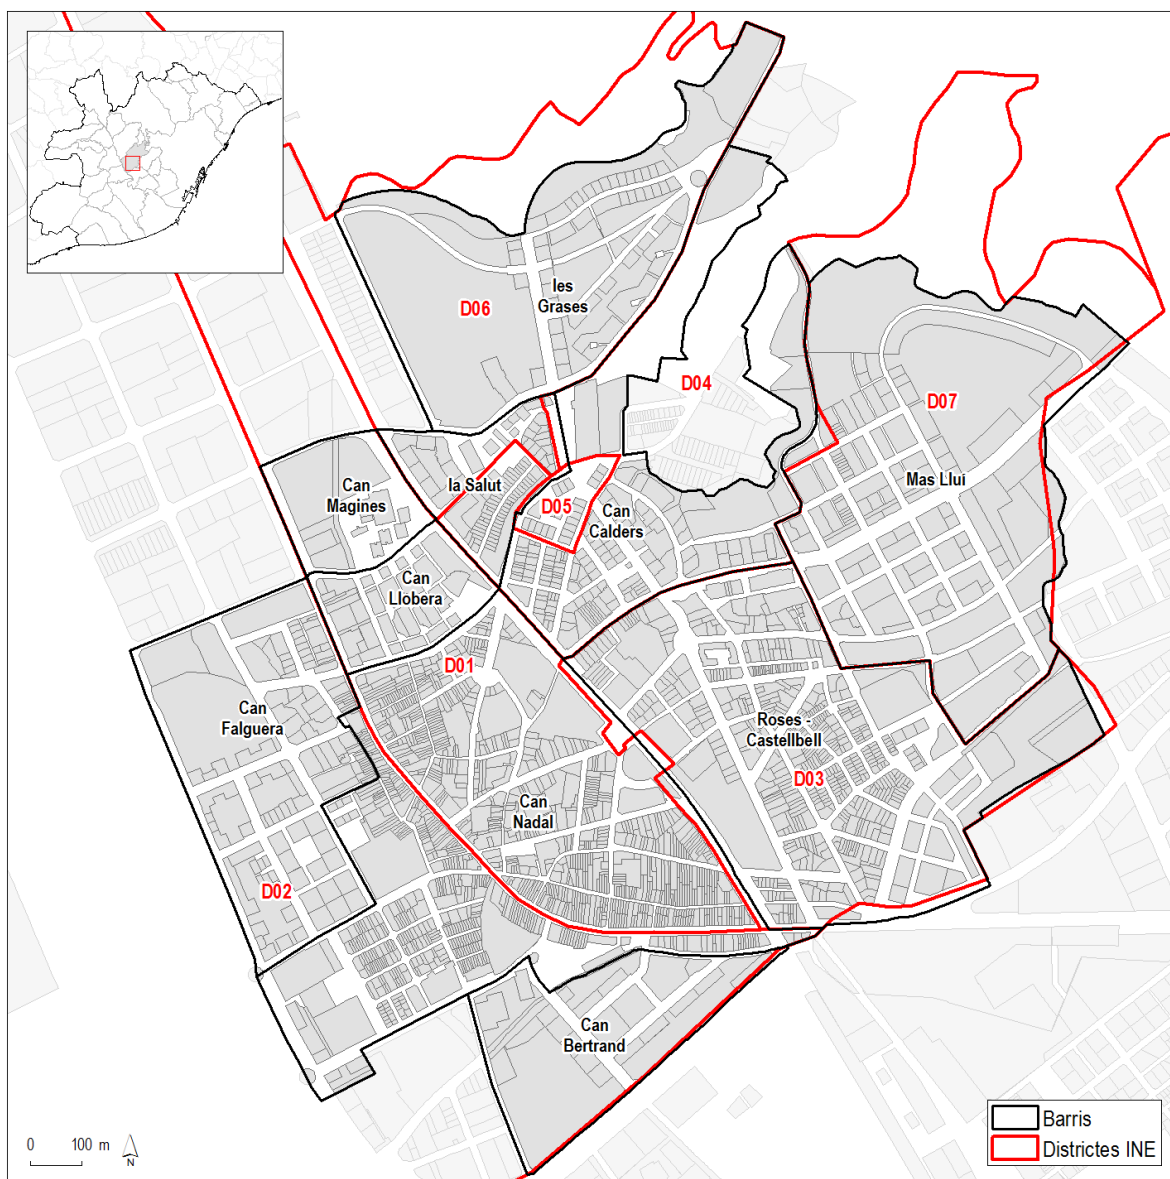 les
Grases
D06
D04
D07
Mas Lluí
Can
Magines
la Salut
D05
Can
Calders
Can
Llobera
D01
Can
Falguera
Roses -
Castellbell
D03
Can
Nadal
D02
Can
Bertrand
0 100 m
N
Barris
Districtes INE